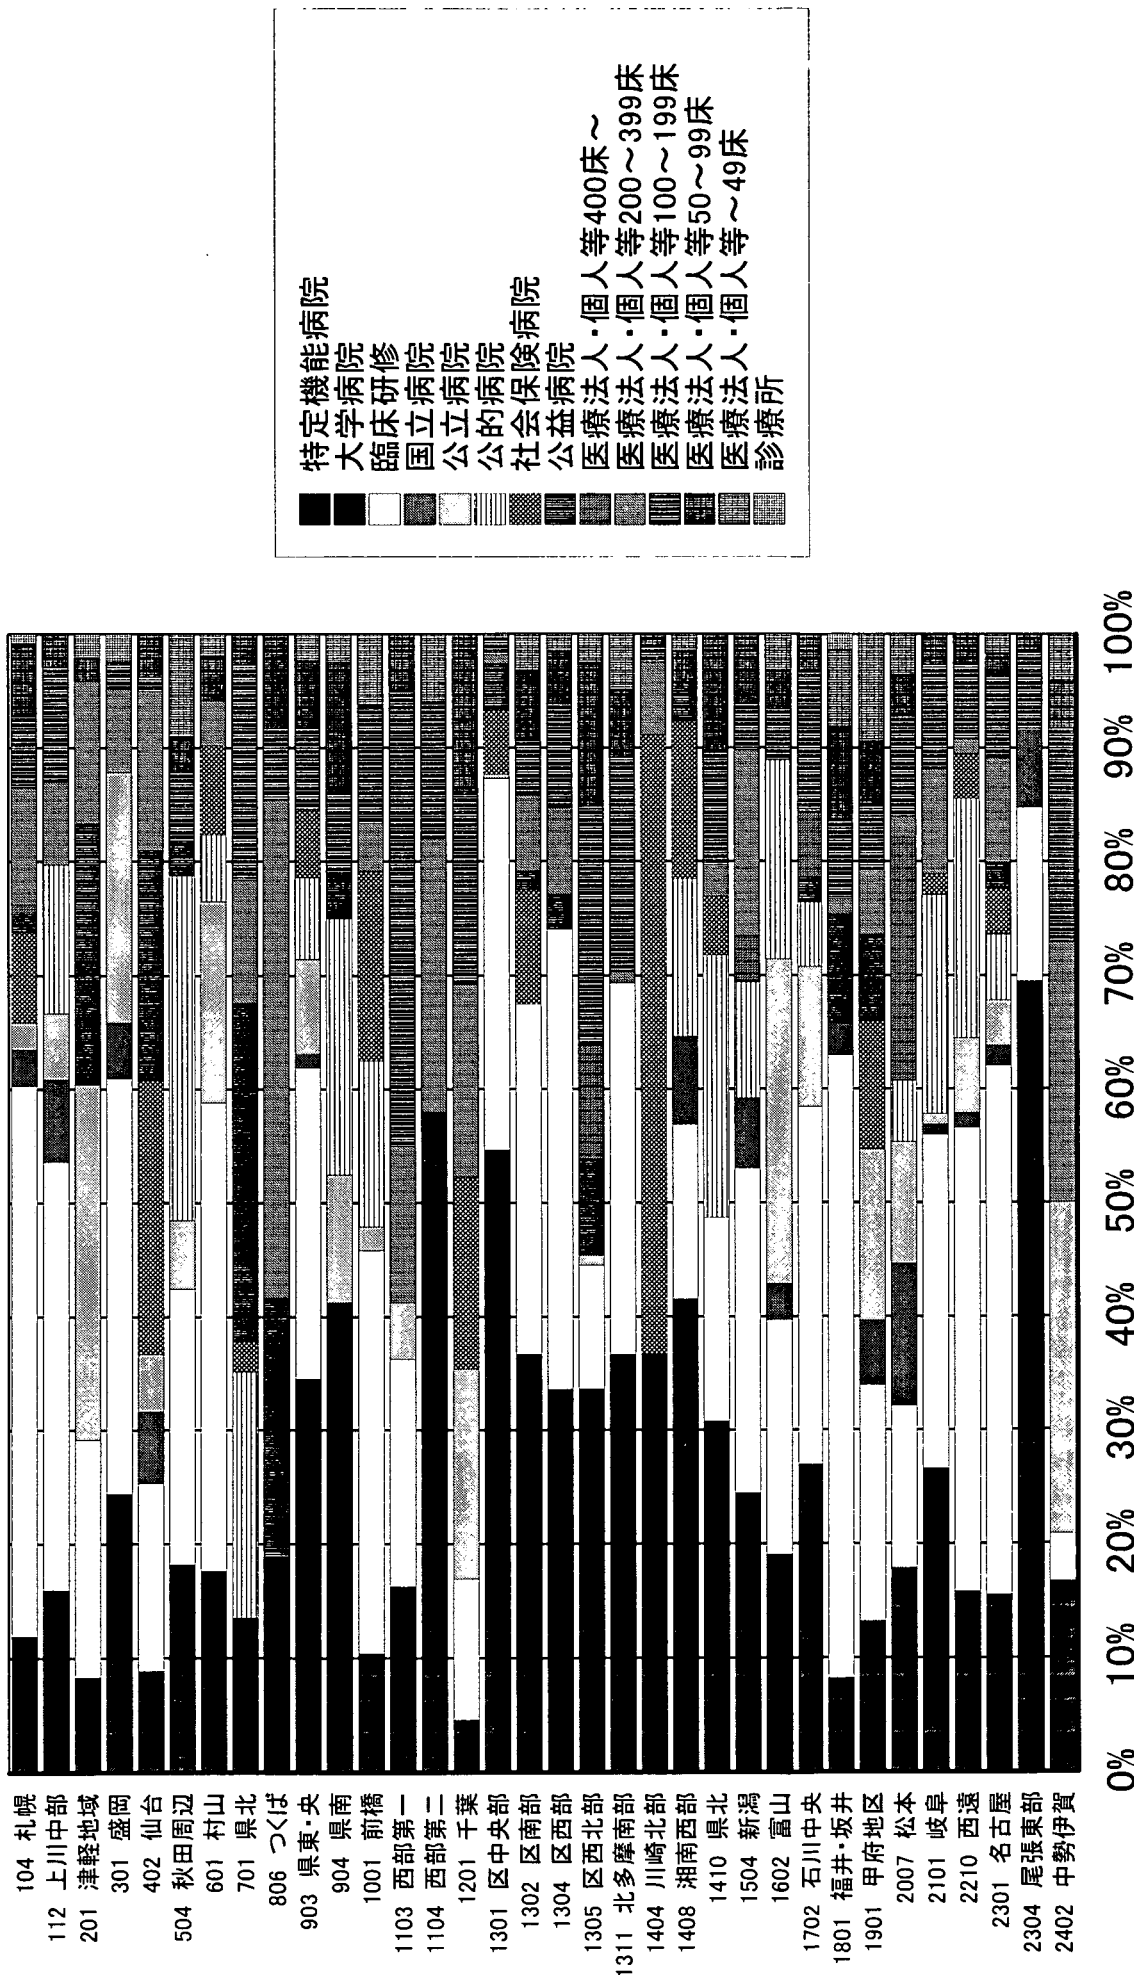 104 札幌
112 上川中部
201 津軽地域
301 盛岡
402 仙台
504 秋田周辺
601 村山
701 県北
806 つくば
903 県東・央
904 県南
1001 前橋
1103 西部第一
1104 西部第二
1201 千葉
1301 区中央部
1302 区南部
1304 区西部
1305 区西北部
1311 北多摩南部
1404 川崎北部
1408 湘南西部
1410 県北
1504 新潟
1602 富山
1702 石川中央
1801 福井・坂井
1901 甲府地区
2007 松本
2101 岐阜
2210 西遠
2301 名古屋
2304 尾張東部
2402 中勢伊賀
0% 10% 20% 30% 40% 50% 60% 70% 80% 90% 100%
特定機能病院
大学病院
臨床研修
国立病院
公立病院
公的病院
社会保険病院
公益病院
医療法人・個人等400床～
医療法人・個人等200～399床
医療法人・個人等100～199床
医療法人・個人等50～99床
医療法人・個人等～49床
診療所